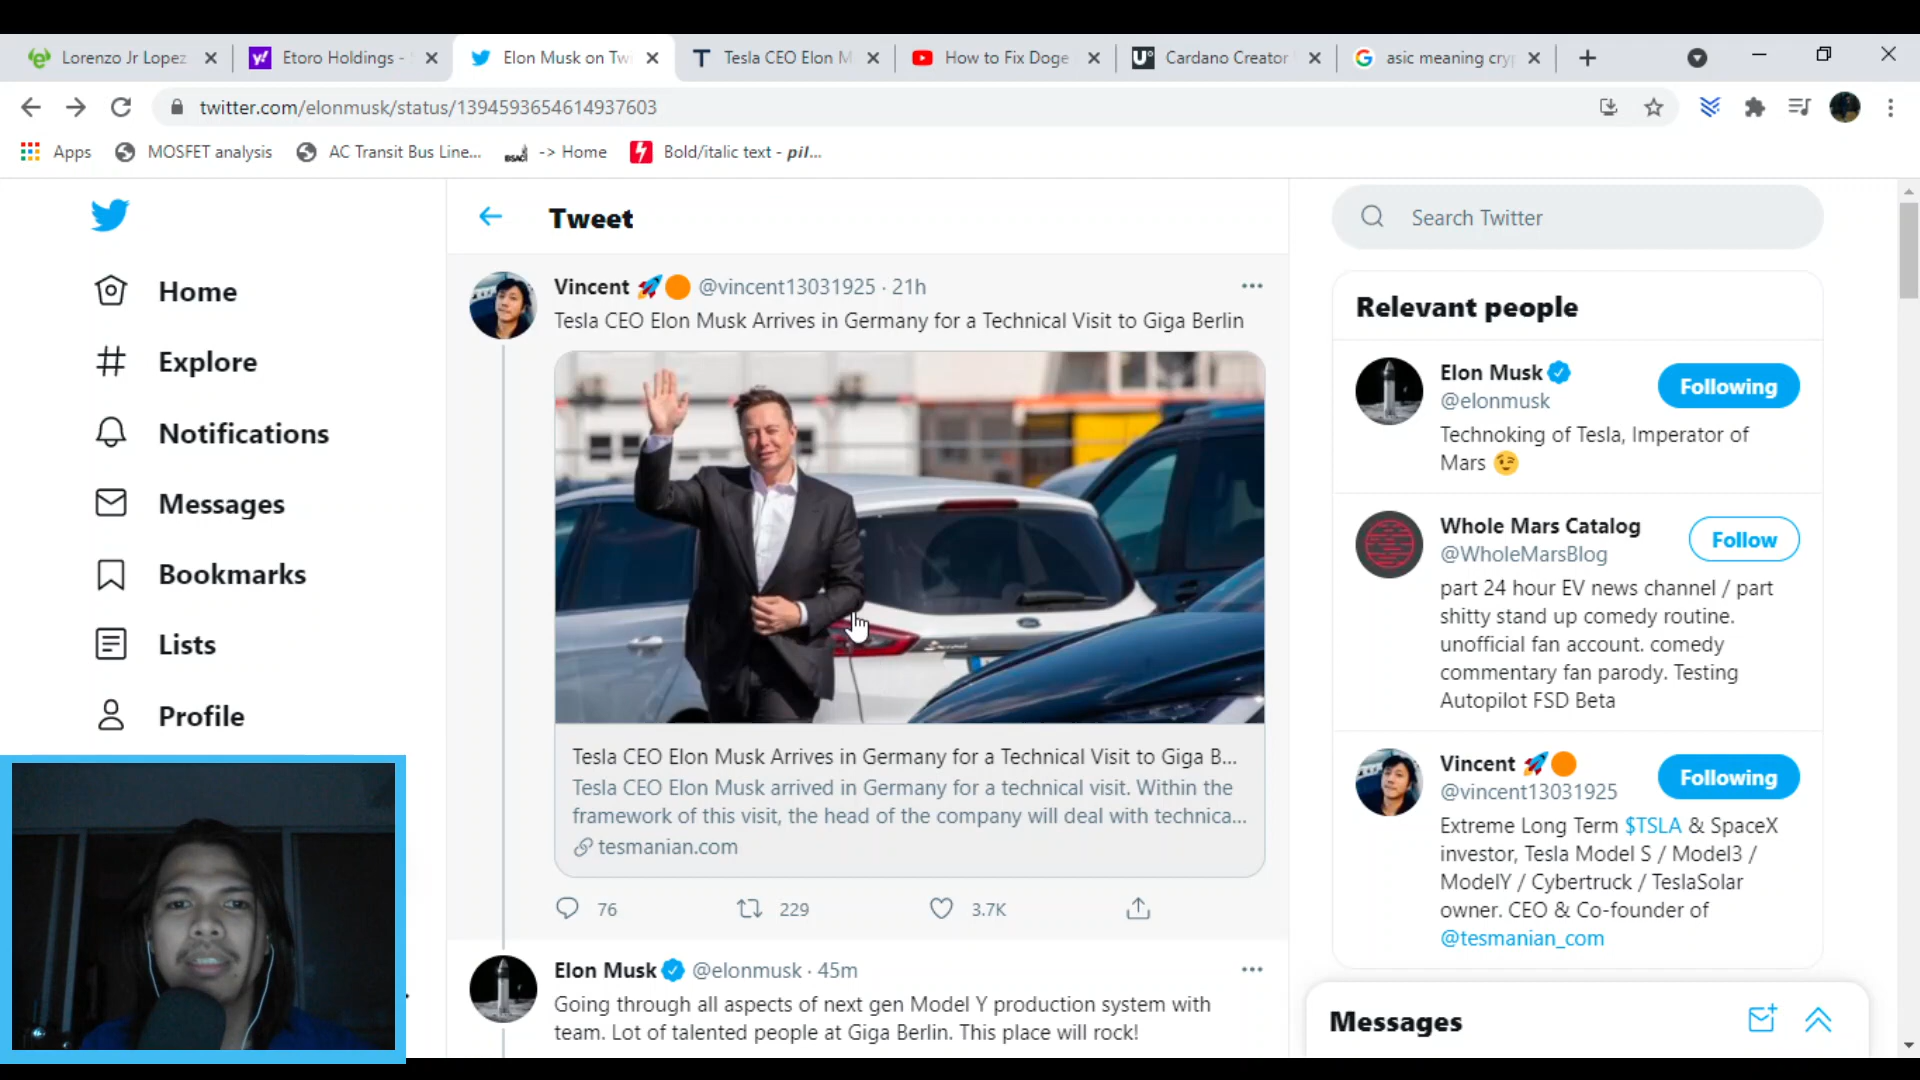 Lorenzo Jr Lopez
Etoro Holdings -
Elon Musk on Twi
Tesla CEO Elon M
How to Fix Doge
Cardano Creator
asic meaning cry
twitter.com/elonmusk/status/1394593654614937603
Apps
MOSFET analysis
AC Transit Bus Line...
-> Home
Bold/italic text - pil...
Home
Explore
Notifications
Messages
Bookmarks
Lists
Profile
Tweet
Vincent 🚀🟠 @vincent13031925 · 21h
Tesla CEO Elon Musk Arrives in Germany for a Technical Visit to Giga Berlin
Tesla CEO Elon Musk Arrives in Germany for a Technical Visit to Giga B...
Tesla CEO Elon Musk arrived in Germany for a technical visit. Within the
framework of this visit, the head of the company will deal with technica...
tesmanian.com
76 229 3.7K
Elon Musk @elonmusk · 45m
Going through all aspects of next gen Model Y production system with
team. Lot of talented people at Giga Berlin. This place will rock!
Search Twitter
Relevant people
Elon Musk
@elonmusk
Following
Technoking of Tesla, Imperator of
Mars 😉
Whole Mars Catalog
@WholeMarsBlog
Follow
part 24 hour EV news channel / part
shitty stand up comedy routine.
unofficial fan account. comedy
commentary fan parody. Testing
Autopilot FSD Beta
Vincent 🚀🟠
@vincent13031925
Following
Extreme Long Term $TSLA & SpaceX
investor, Tesla Model S / Model3 /
ModelY / Cybertruck / TeslaSolar
owner. CEO & Co-founder of
@tesmanian_com
Messages